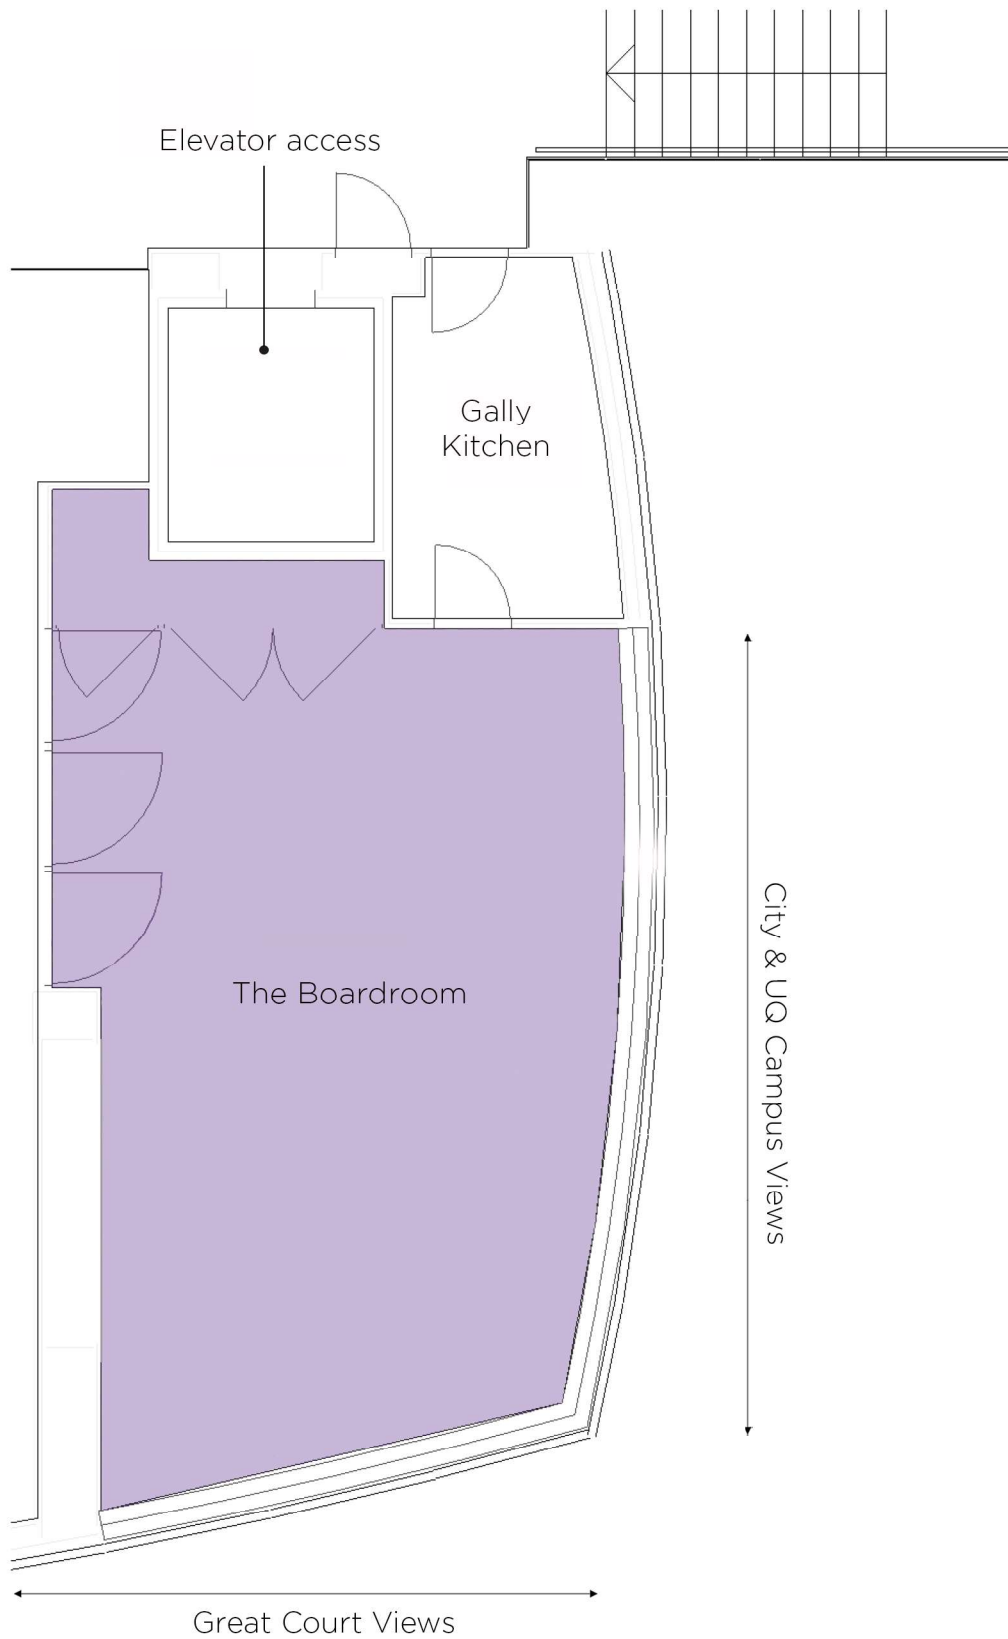 Elevator access
Gally
Kitchen
The Boardroom
City & UQ Campus Views
Great Court Views